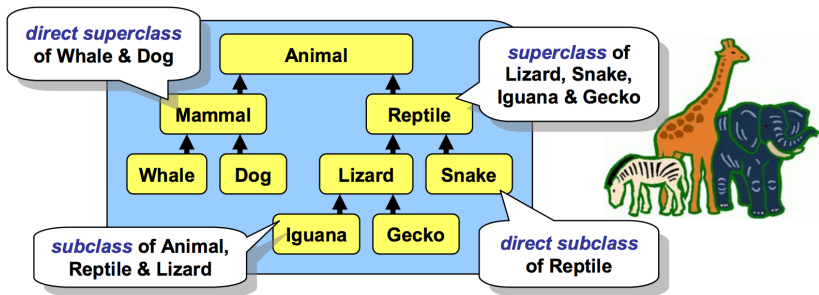 direct superclass
of Whale & Dog
Animal
superclass of
Lizard, Snake,
Iguana & Gecko
Mammal
Reptile
Whale
Dog
Lizard
Snake
subclass of Animal,
Reptile & Lizard
Iguana
Gecko
direct subclass
of Reptile